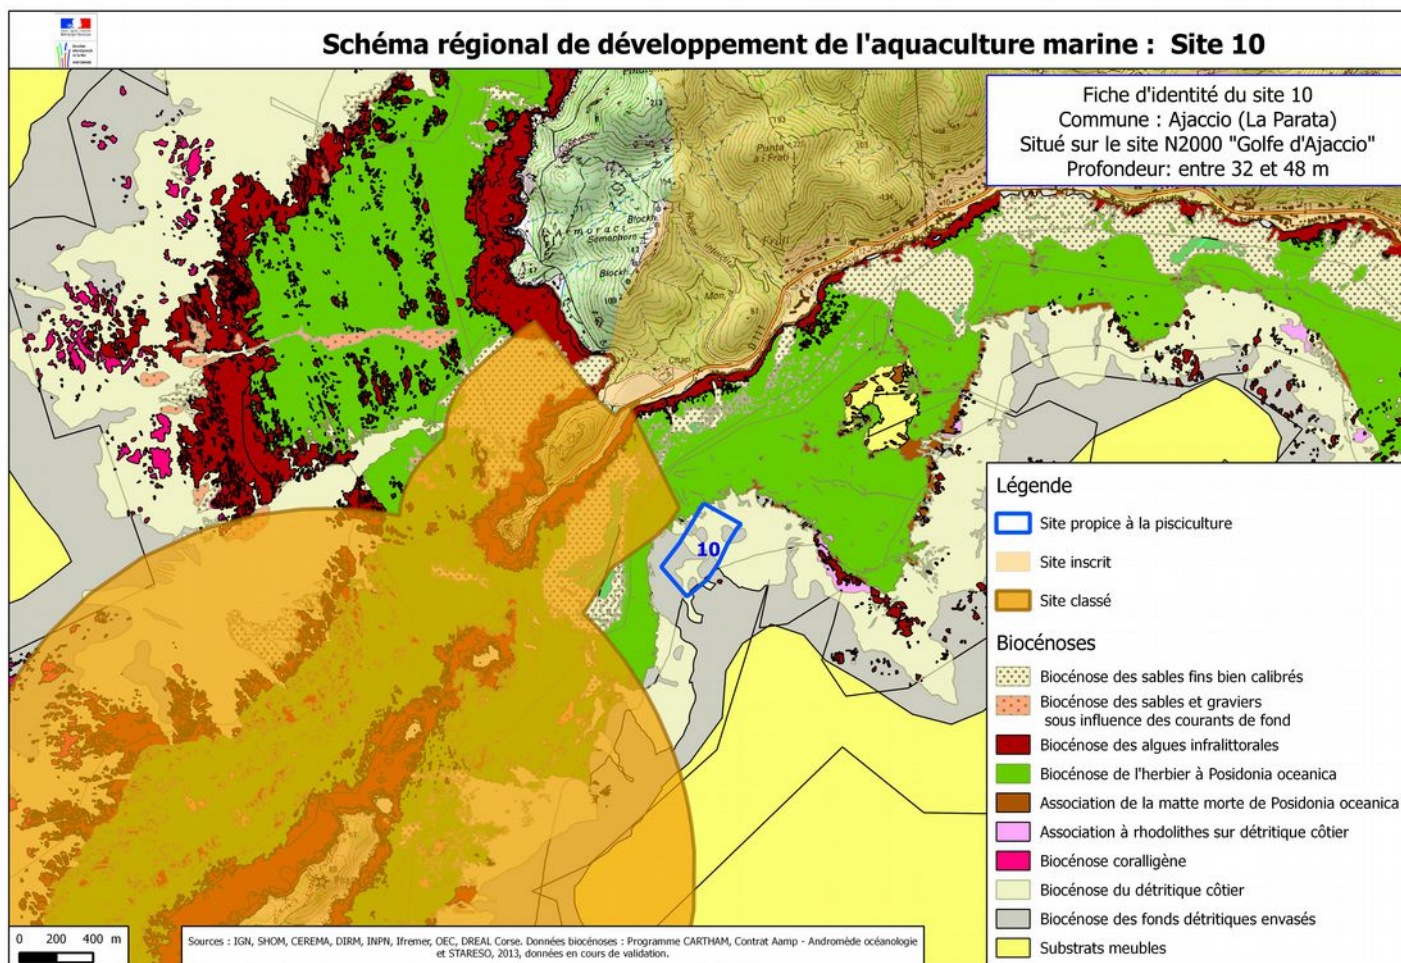 Schéma régional de développement de l'aquaculture marine : Site 10
Fiche d'identité du site 10
Commune : Ajaccio (La Parata)
Situé sur le site N2000 "Golfe d'Ajaccio"
Profondeur: entre 32 et 48 m
Punta
Blockh.
Sémaphore
Blockh.
D 111
10
Légende
Site propice à la pisciculture
Site inscrit
Site classé
Biocénoses
Biocénose des sables fins bien calibrés
Biocénose des sables et graviers
sous influence des courants de fond
Biocénose des algues infralittorales
Biocénose de l'herbier à Posidonia oceanica
Association de la matte morte de Posidonia oceanica
Association à rhodolithes sur détritique côtier
Biocénose coralligène
Biocénose du détritique côtier
Biocénose des fonds détritiques envasés
Substrats meubles
0 200 400 m
Sources : IGN, SHOM, CEREMA, DIRM, INPN, Ifremer, OEC, DREAL Corse. Données biocénoses : Programme CARTHAM, Contrat Aamp - Andromède océanologie
et STARESO, 2013, données en cours de validation.